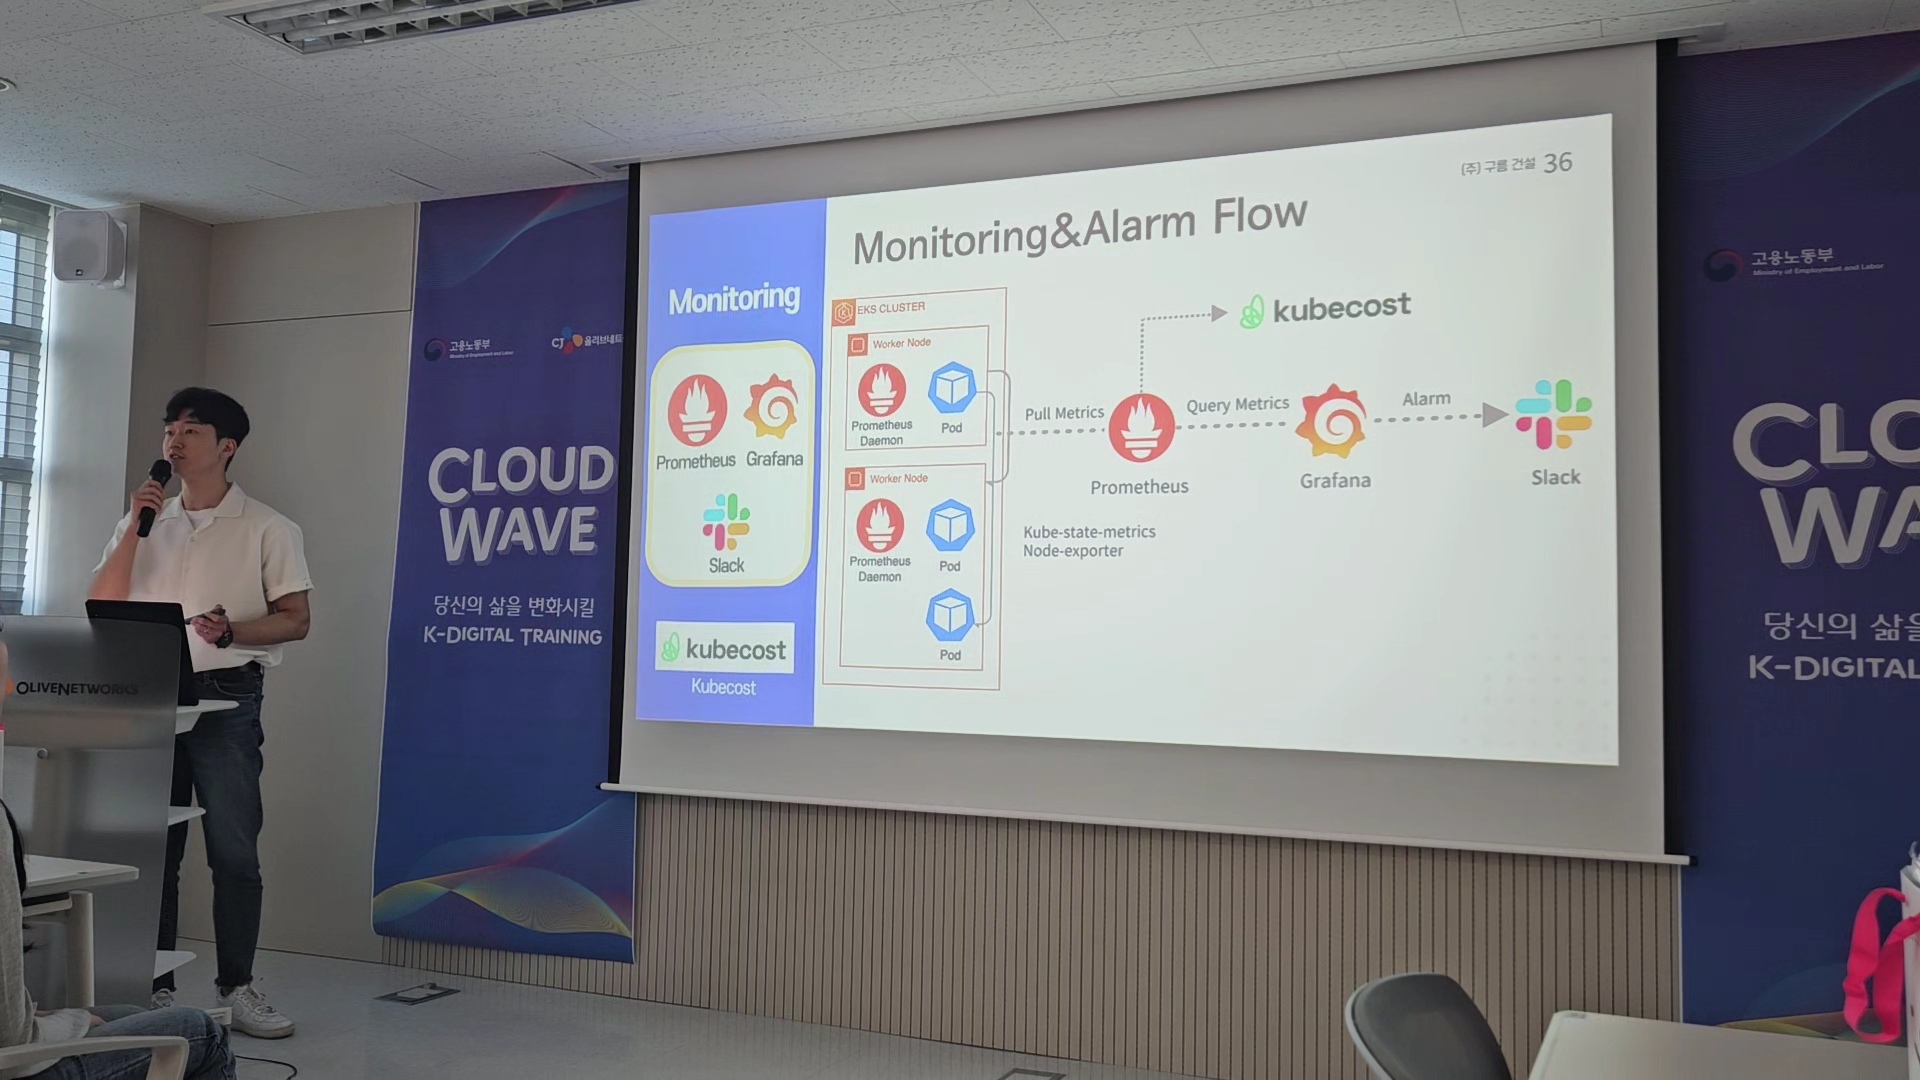 (주) 구름 건설 36
Monitoring&Alarm Flow
Monitoring
Prometheus
Grafana
Slack
kubecost
Kubecost
EKS CLUSTER
Worker Node
Prometheus
Daemon
Pod
Worker Node
Prometheus
Daemon
Pod
Pod
Pull Metrics
Kube-state-metrics
Node-exporter
Prometheus
kubecost
Query Metrics
Grafana
Alarm
Slack
고용노동부
Ministry of Employment and Labor
CJ 올리브네트
CLOUD
WAVE
당신의 삶을 변화시킬
K-DIGITAL TRAINING
OLIVENETWORKS
고용노동부
Ministry of Employment and Labor
CLO
WA
당신의 삶을
K-DIGITAL